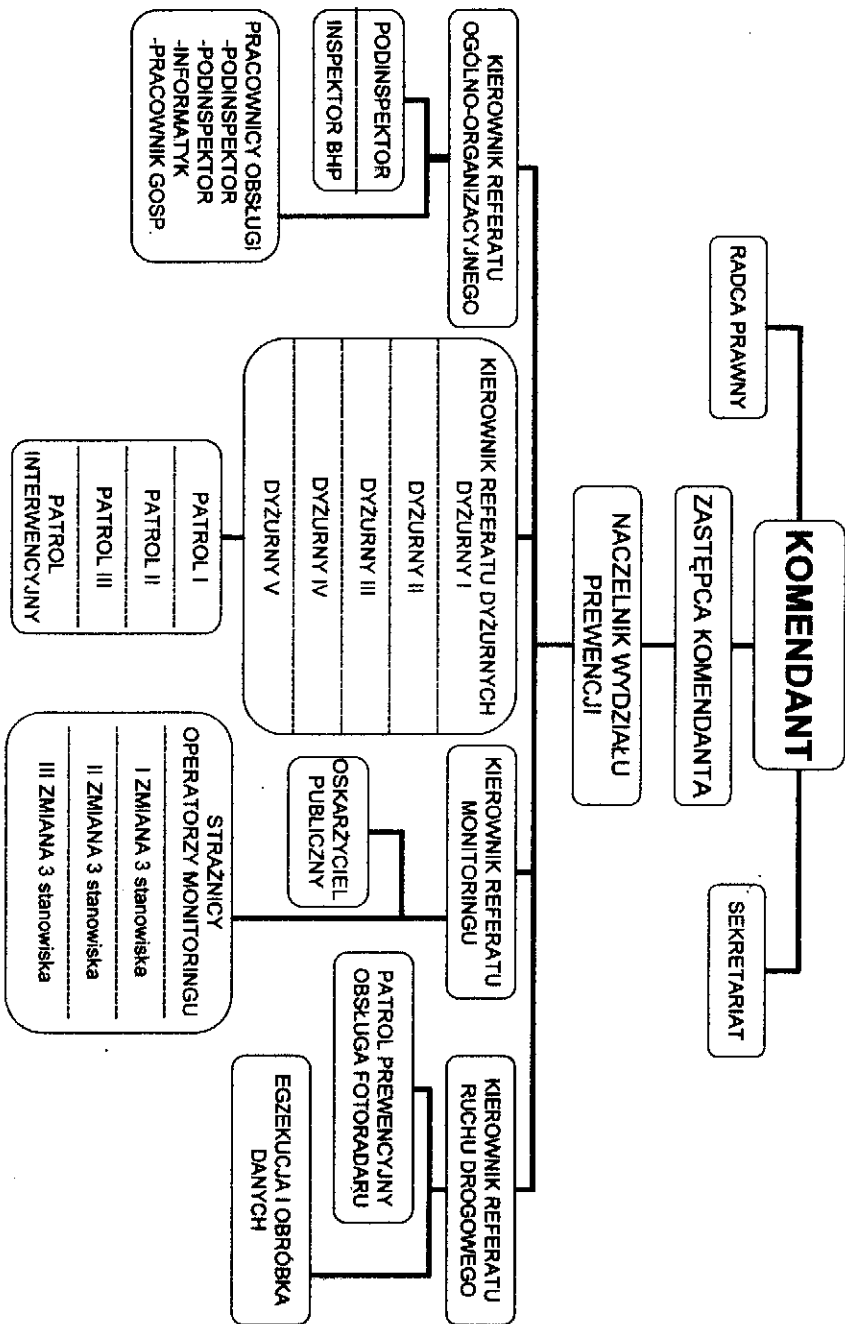 KOMENDANT
RADCA PRAWNY
ZASTĘPCA KOMENDANTA
SEKRETARIAT
NACZELNIK WYDZIAŁU
PREWENCJI
KIEROWNIK REFERATU
OGÓLNO-ORGANIZACYJNEGO
PODINSPEKTOR
INSPEKTOR BHP
PRACOWNICY OBSŁUGI
-PODINSPEKTOR
-PODINSPEKTOR
-INFORMATYK
-PRACOWNIK GOSP.
KIEROWNIK REFERATU DYŻURNYCH
DYŻURNY I
DYŻURNY II
DYŻURNY III
DYŻURNY IV
DYŻURNY V
PATROL I
PATROL II
PATROL III
PATROL
INTERWENCYJNY
KIEROWNIK REFERATU
MONITORINGU
OSKARŻYCIEL
PUBLICZNY
STRAŻNICY
OPERATORZY MONITORINGU
I ZMIANA 3 stanowiska
II ZMIANA 3 stanowiska
III ZMIANA 3 stanowiska
KIEROWNIK REFERATU
RUCHU DROGOWEGO
PATROL PREWENCYJNY
OBSŁUGA FOTORADARU
EGZEKUCJA I OBRÓBKA
DANYCH